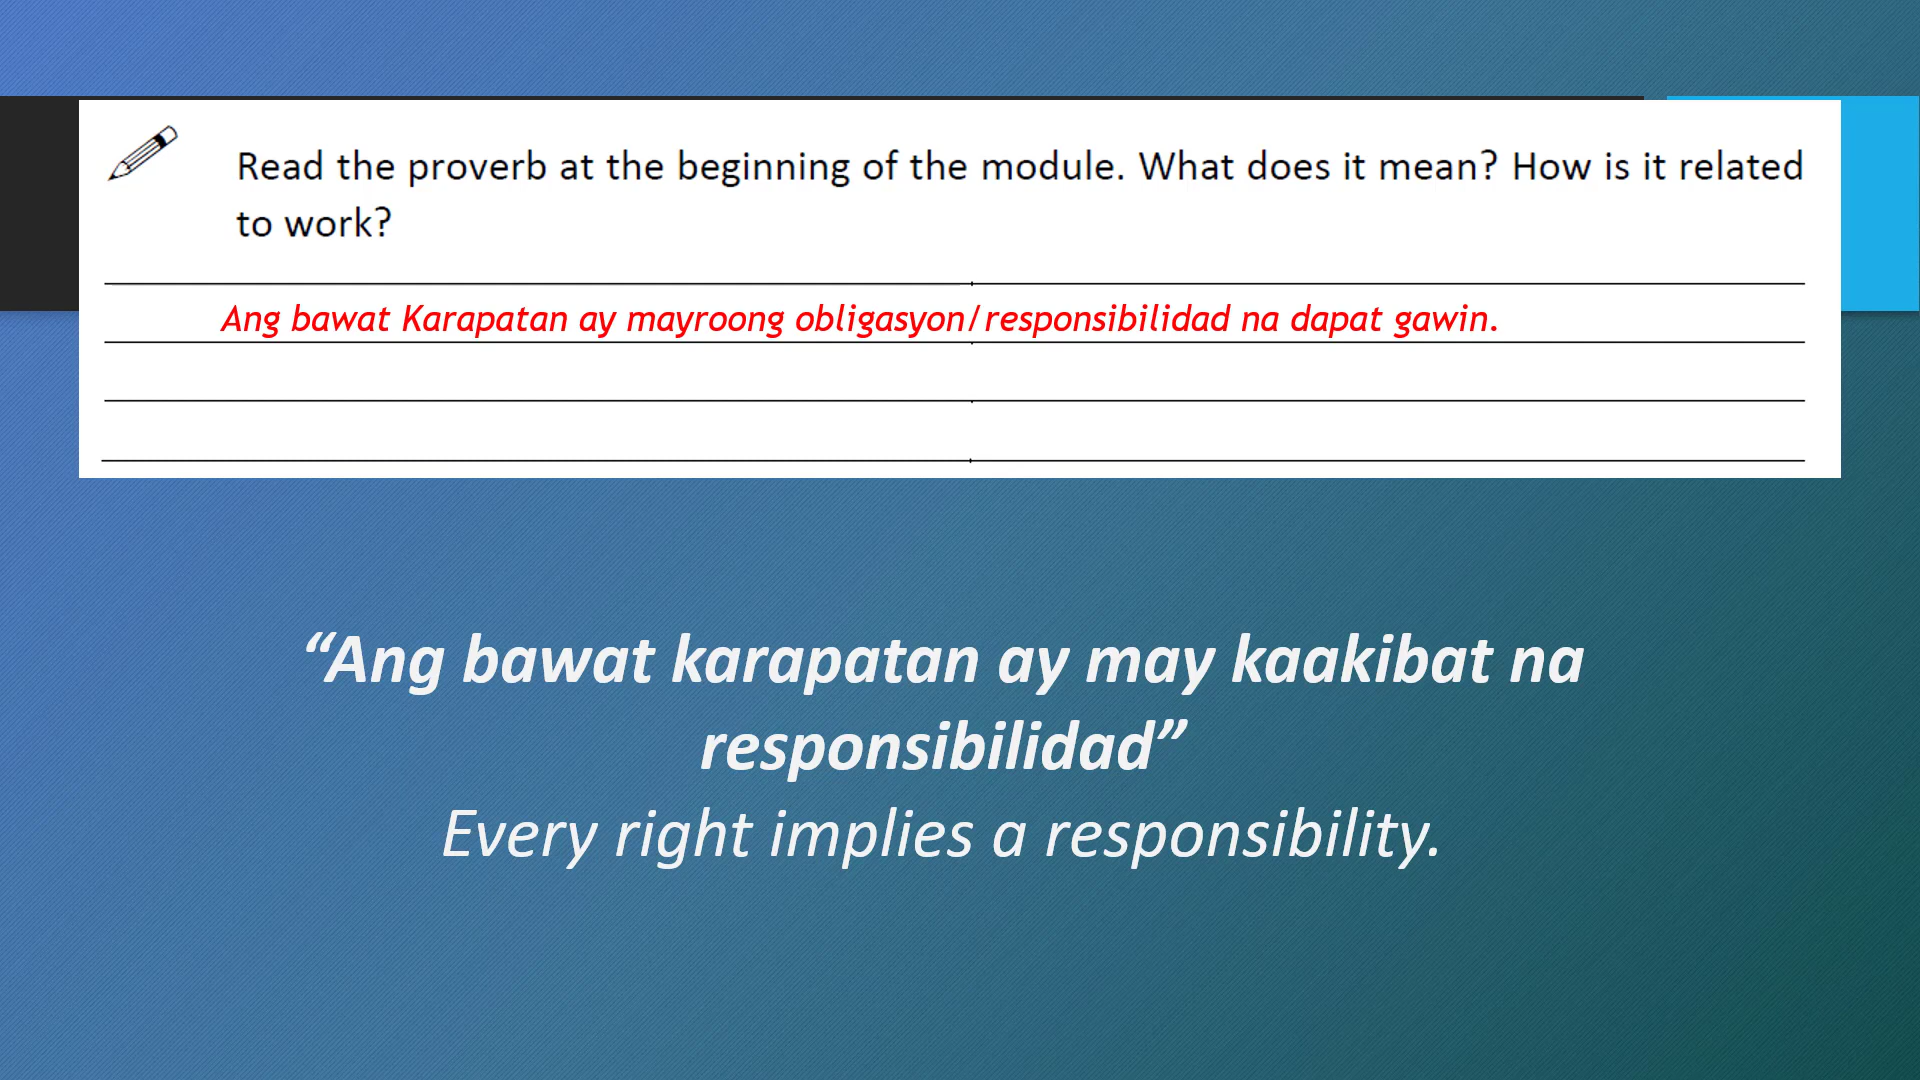 Read the proverb at the beginning of the module. What does it mean? How is it related
to work?
Ang bawat Karapatan ay mayroong obligasyon/responsibilidad na dapat gawin.
“Ang bawat karapatan ay may kaakibat na
responsibilidad”
Every right implies a responsibility.